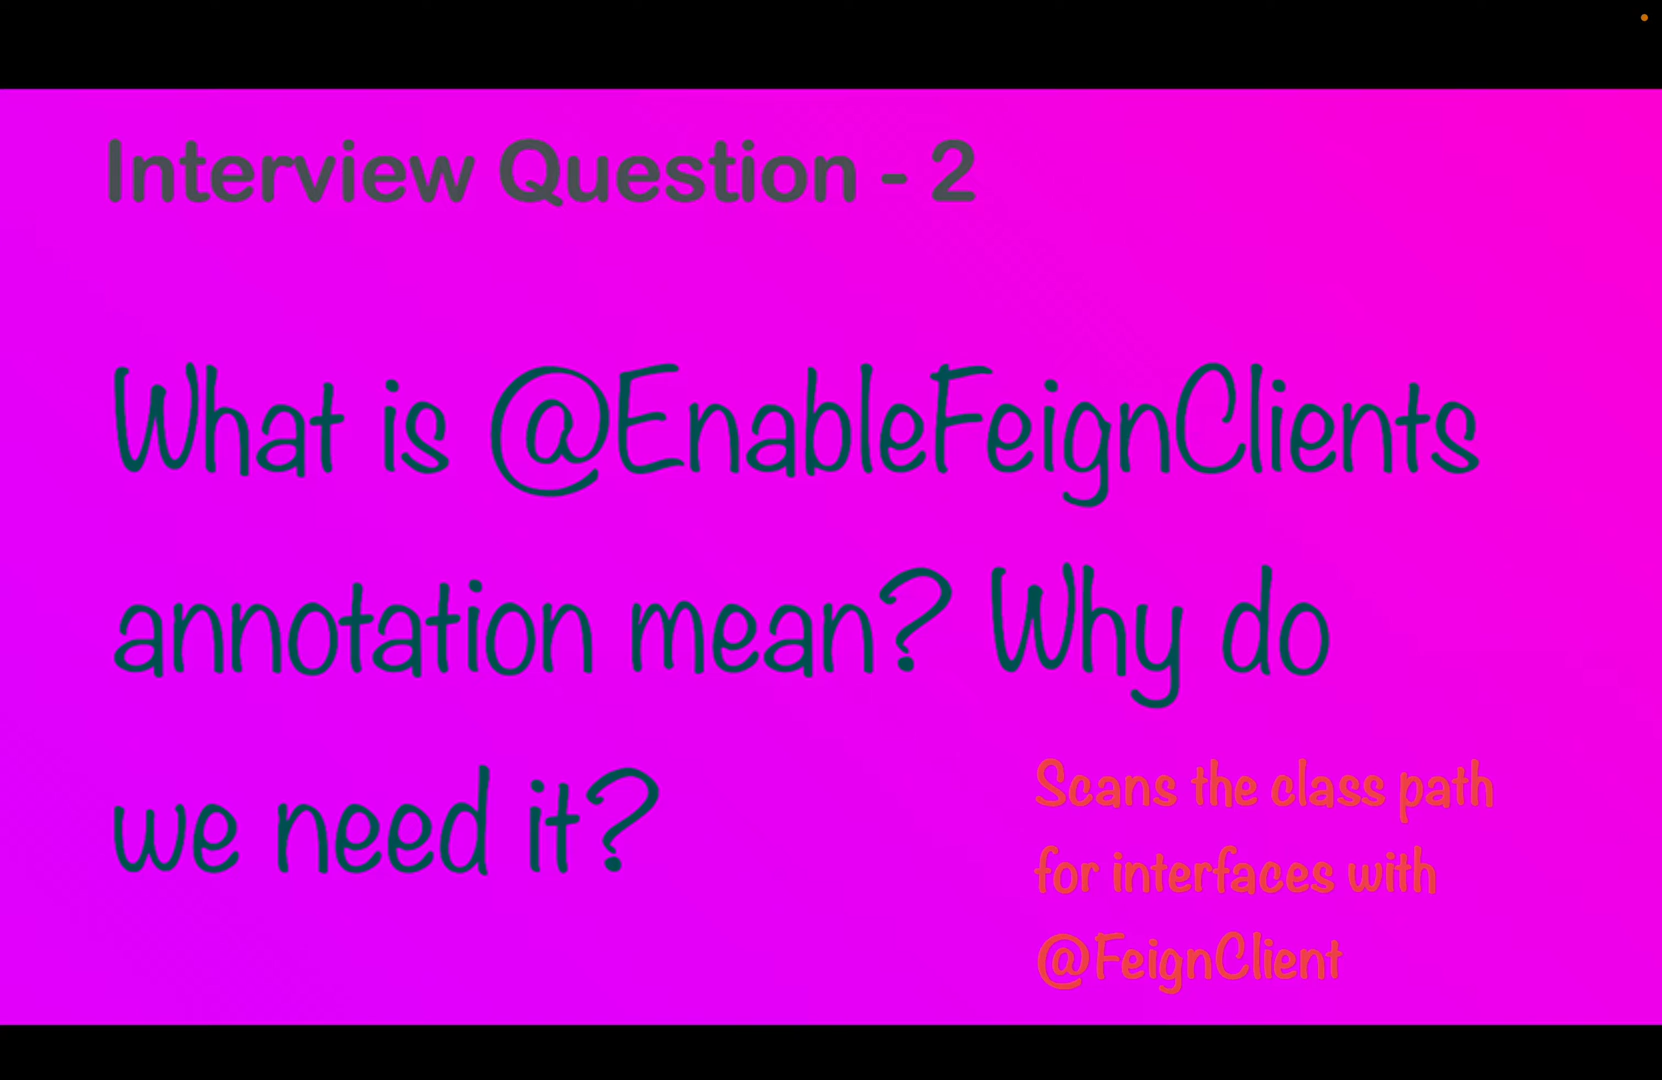 Interview Question - 2
What is @EnableFeignClients
annotation mean? Why do
we need it?
Scans the class path
for interfaces with
@FeignClient